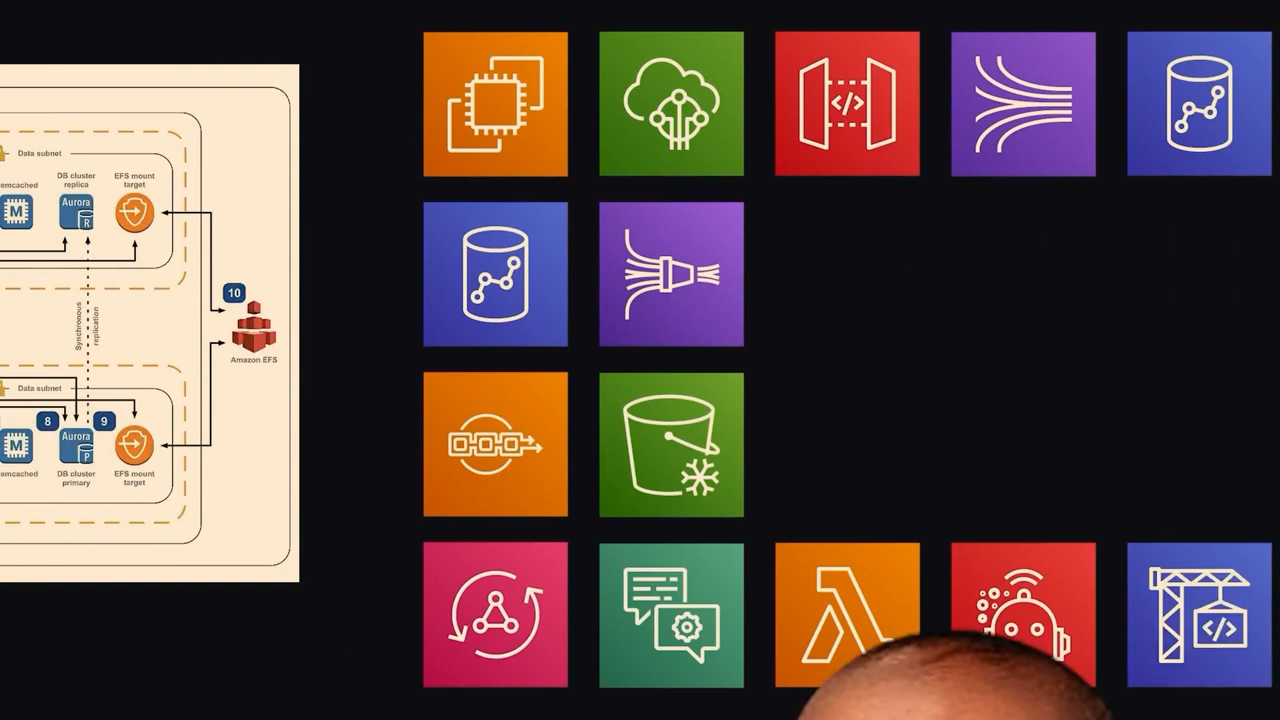 Data subnet
emcached
DB cluster
replica
EFS mount
target
M
Aurora
R
Synchronous
replication
10
Amazon EFS
Data subnet
8
9
M
Aurora
P
emcached
DB cluster
primary
EFS mount
target
</>
</>